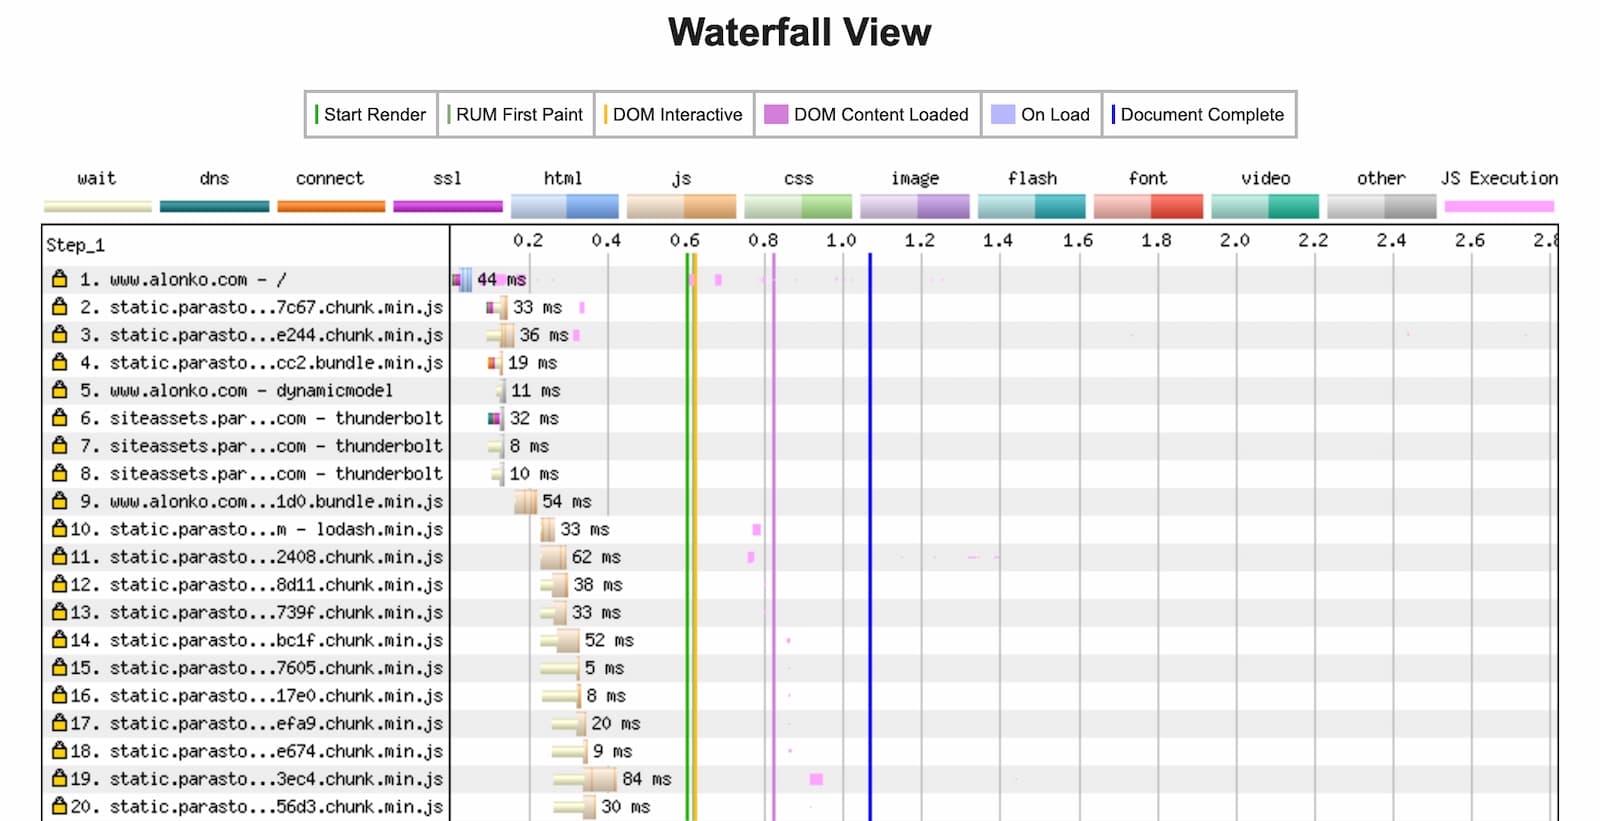 Waterfall View
Start Render RUM First Paint DOM Interactive DOM Content Loaded On Load Document Complete
wait dns connect ssl html js css image flash font video other JS Execution
Step_1 0.2 0.4 0.6 0.8 1.0 1.2 1.4 1.6 1.8 2.0 2.2 2.4 2.6 2.8
1. www.alonko.com - / 44 ms
2. static.parasto...7c67.chunk.min.js 33 ms
3. static.parasto...e244.chunk.min.js 36 ms
4. static.parasto...cc2.bundle.min.js 19 ms
5. www.alonko.com - dynamicmodel 11 ms
6. siteassets.par...com - thunderbolt 32 ms
7. siteassets.par...com - thunderbolt 8 ms
8. siteassets.par...com - thunderbolt 10 ms
9. www.alonko.com...1d0.bundle.min.js 54 ms
10. static.parasto...m - lodash.min.js 33 ms
11. static.parasto...2408.chunk.min.js 62 ms
12. static.parasto...8d11.chunk.min.js 38 ms
13. static.parasto...739f.chunk.min.js 33 ms
14. static.parasto...bc1f.chunk.min.js 52 ms
15. static.parasto...7605.chunk.min.js 5 ms
16. static.parasto...17e0.chunk.min.js 8 ms
17. static.parasto...efa9.chunk.min.js 20 ms
18. static.parasto...e674.chunk.min.js 9 ms
19. static.parasto...3ec4.chunk.min.js 84 ms
20. static.parasto...56d3.chunk.min.js 30 ms